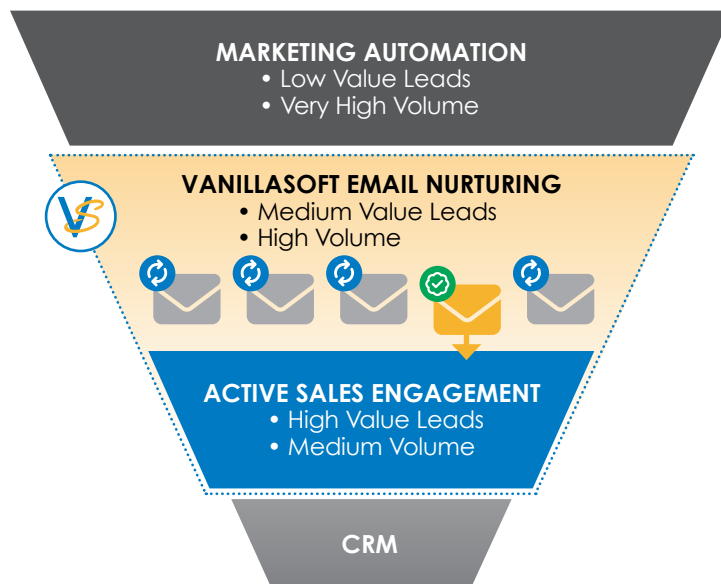 MARKETING AUTOMATION
• Low Value Leads
• Very High Volume
VANILLASOFT EMAIL NURTURING
• Medium Value Leads
• High Volume
VS
ACTIVE SALES ENGAGEMENT
• High Value Leads
• Medium Volume
CRM